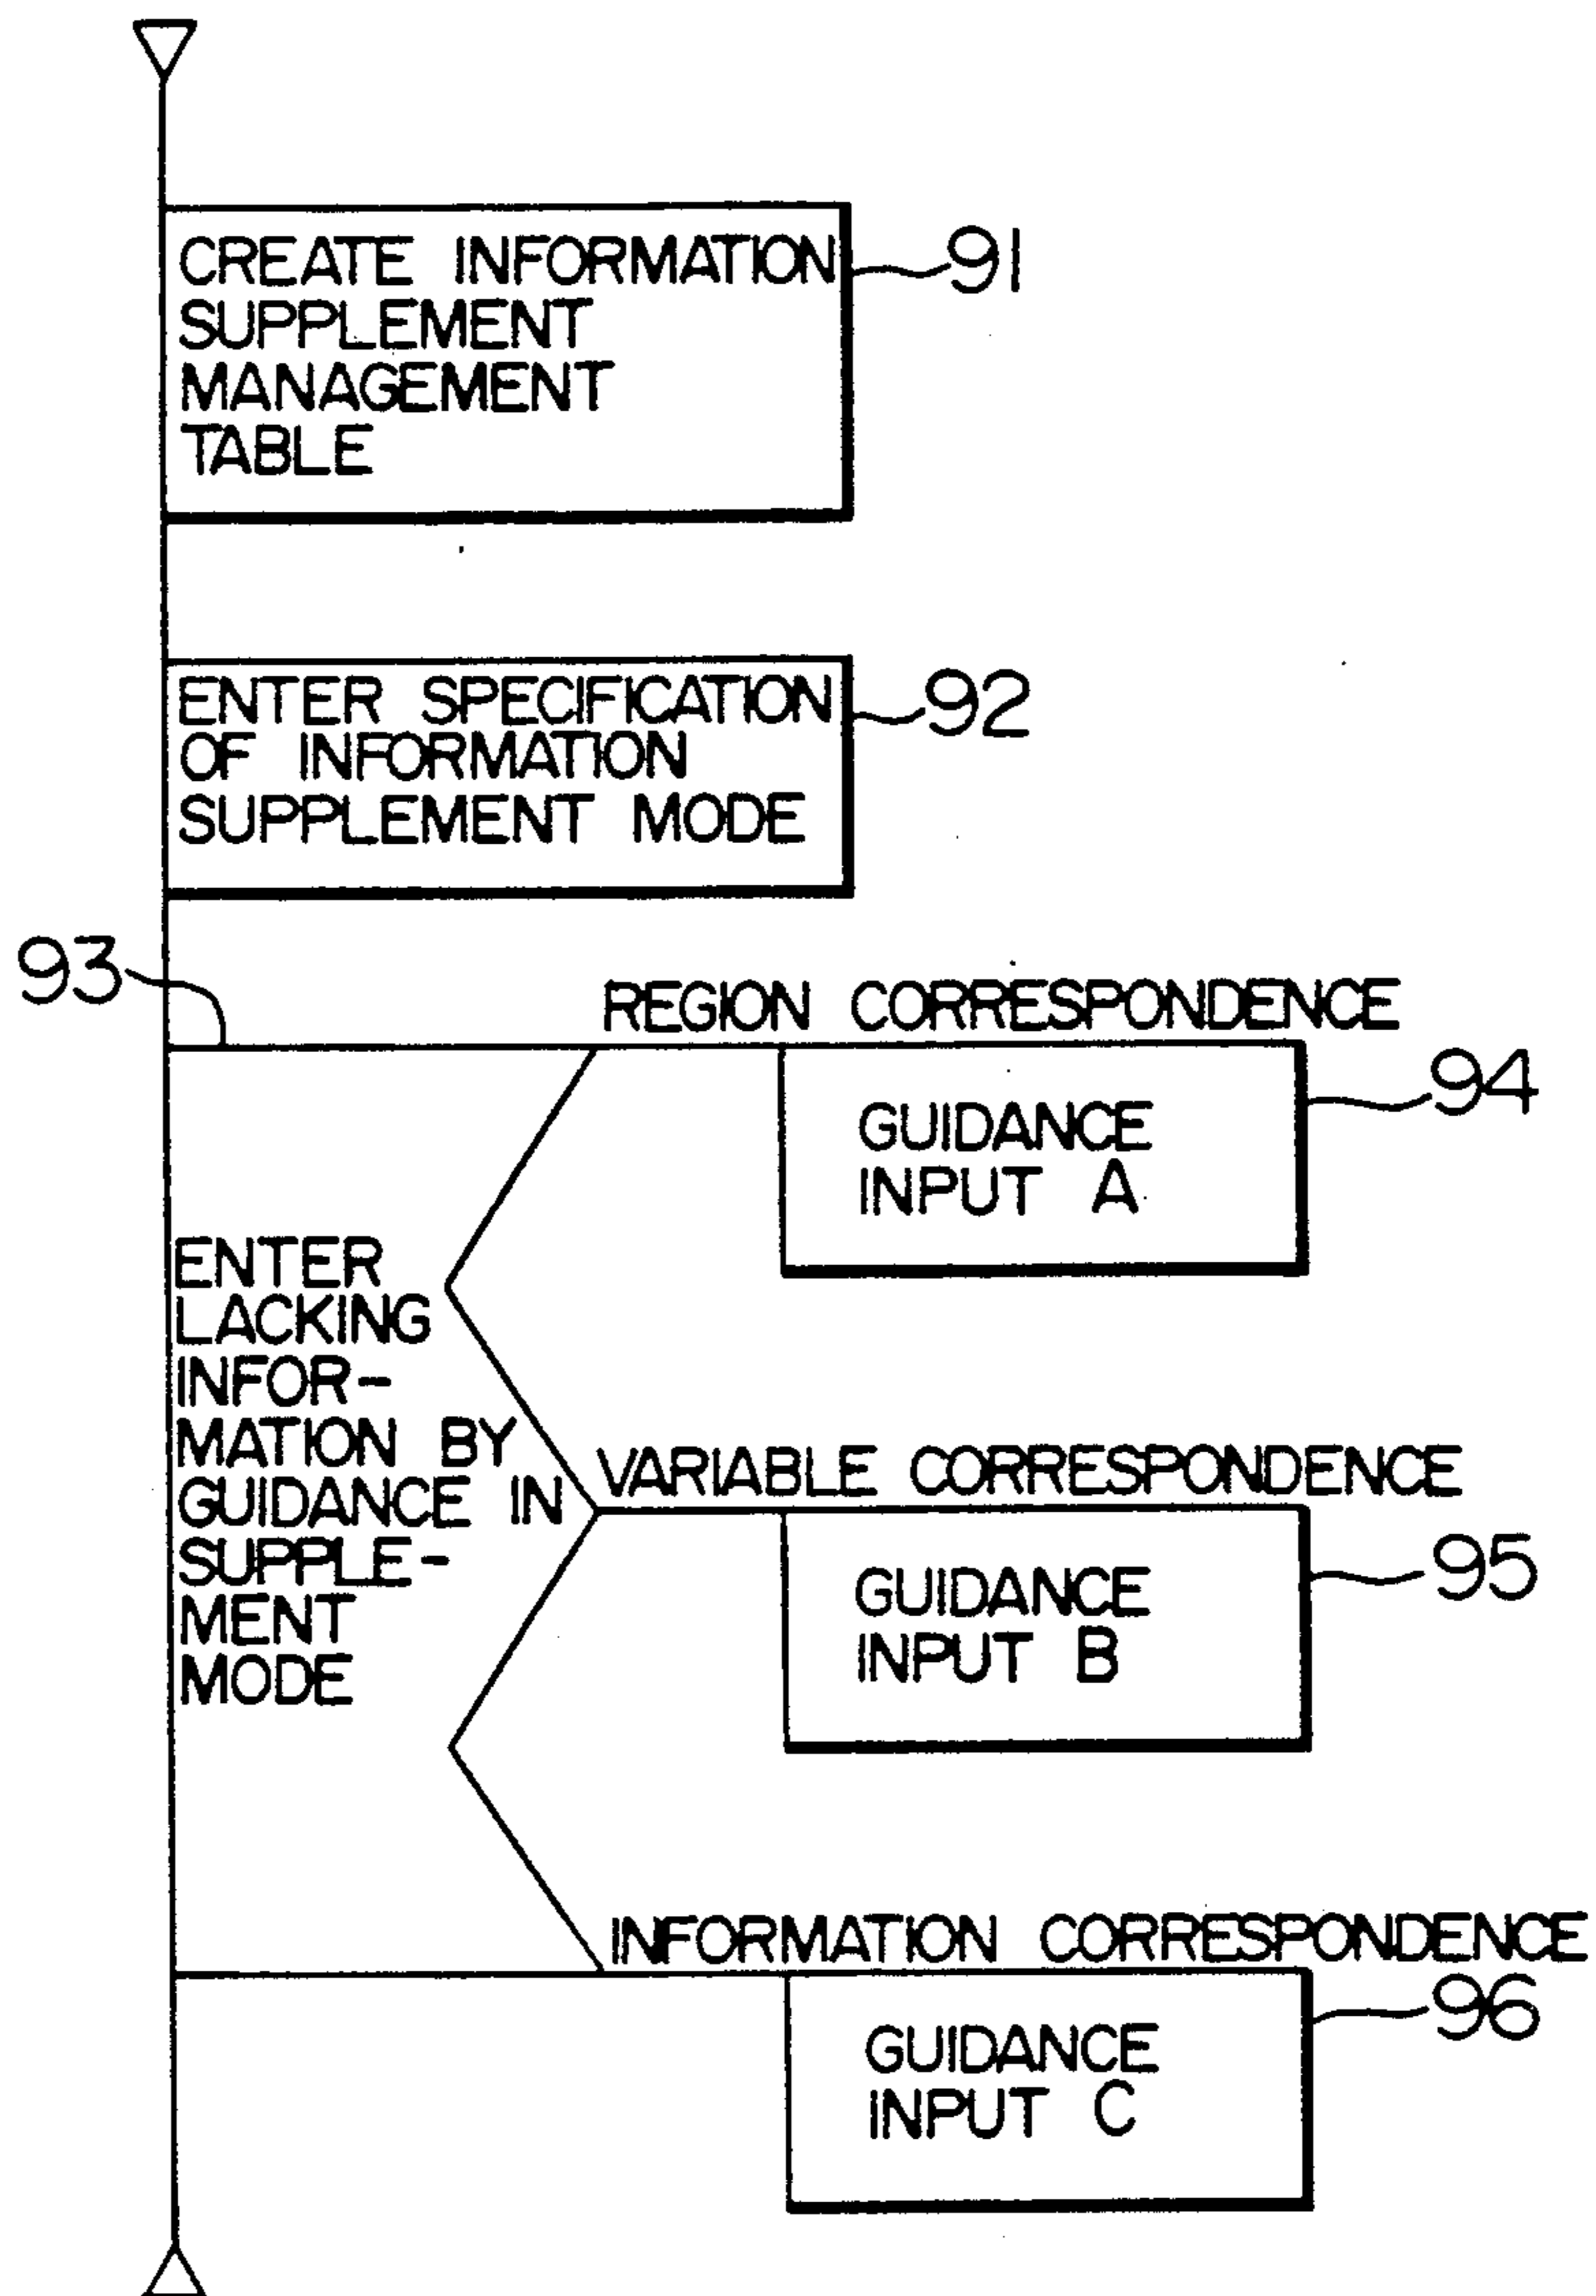 CREATE INFORMATION
SUPPLEMENT
MANAGEMENT
TABLE
91
ENTER SPECIFICATION
OF INFORMATION
SUPPLEMENT MODE
92
93
REGION CORRESPONDENCE
GUIDANCE
INPUT A
94
ENTER
LACKING
INFOR-
MATION BY
GUIDANCE IN
SUPPLE-
MENT
MODE
VARIABLE CORRESPONDENCE
GUIDANCE
INPUT B
95
INFORMATION CORRESPONDENCE
GUIDANCE
INPUT C
96